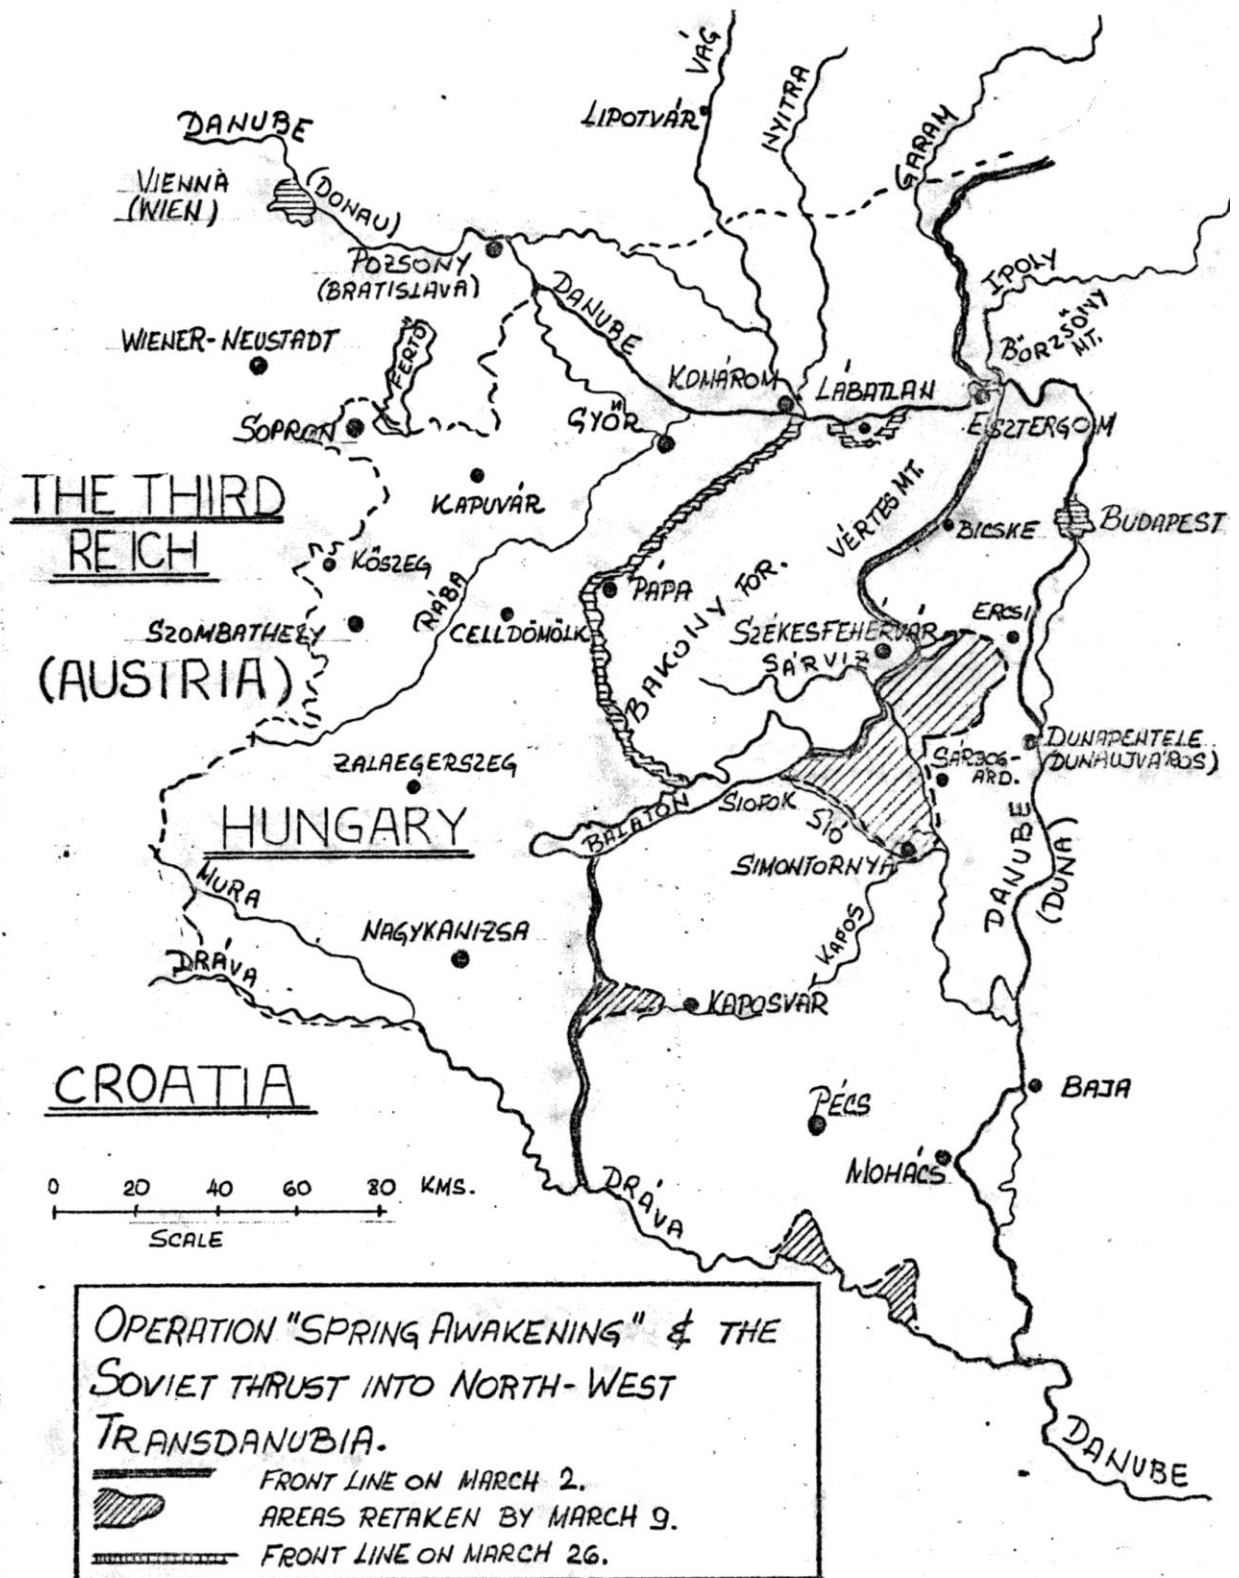 VÁG
NYITRA
GARAM
LIPOTVÁR
DANUBE
VIENNA
(WIEN)
(DONAU)
POZSONY
(BRATISLAVA)
DANUBE
IPOLY
BÖRZSÖNY
MT.
WIENER-NEUSTADT
FERTŐ
KOMÁROM
LÁBATLAN
SOPRON
GYŐR
ESZTERGOM
THE THIRD
REICH
KAPUVÁR
VÉRTES MT.
BICSKE
BUDAPEST
KŐSZEG
RÁBA
PÁPA
BAKONY FOR.
ERCSI
SZOMBATHELY
CELLDÖMÖLK
SZÉKESFEHÉRVÁR
SÁRVIZ
(AUSTRIA)
DUNAPENTELE
(DUNAUJVÁROS)
ZALAEGERSZEG
SÁRBOG-
ARD.
HUNGARY
BALATON
SIOFOK
SIÓ
SIMONTORNYA
DANUBE
(DUNA)
MURA
NAGYKANIZSA
KAPOS
DRÁVA
KAPOSVÁR
CROATIA
BAJA
PÉCS
MOHÁCS
DRÁVA
0 20 40 60 80 KMS.
SCALE
OPERATION "SPRING AWAKENING" & THE
SOVIET THRUST INTO NORTH-WEST
TRANSDANUBIA.
FRONT LINE ON MARCH 2.
AREAS RETAKEN BY MARCH 9.
FRONT LINE ON MARCH 26.
DANUBE